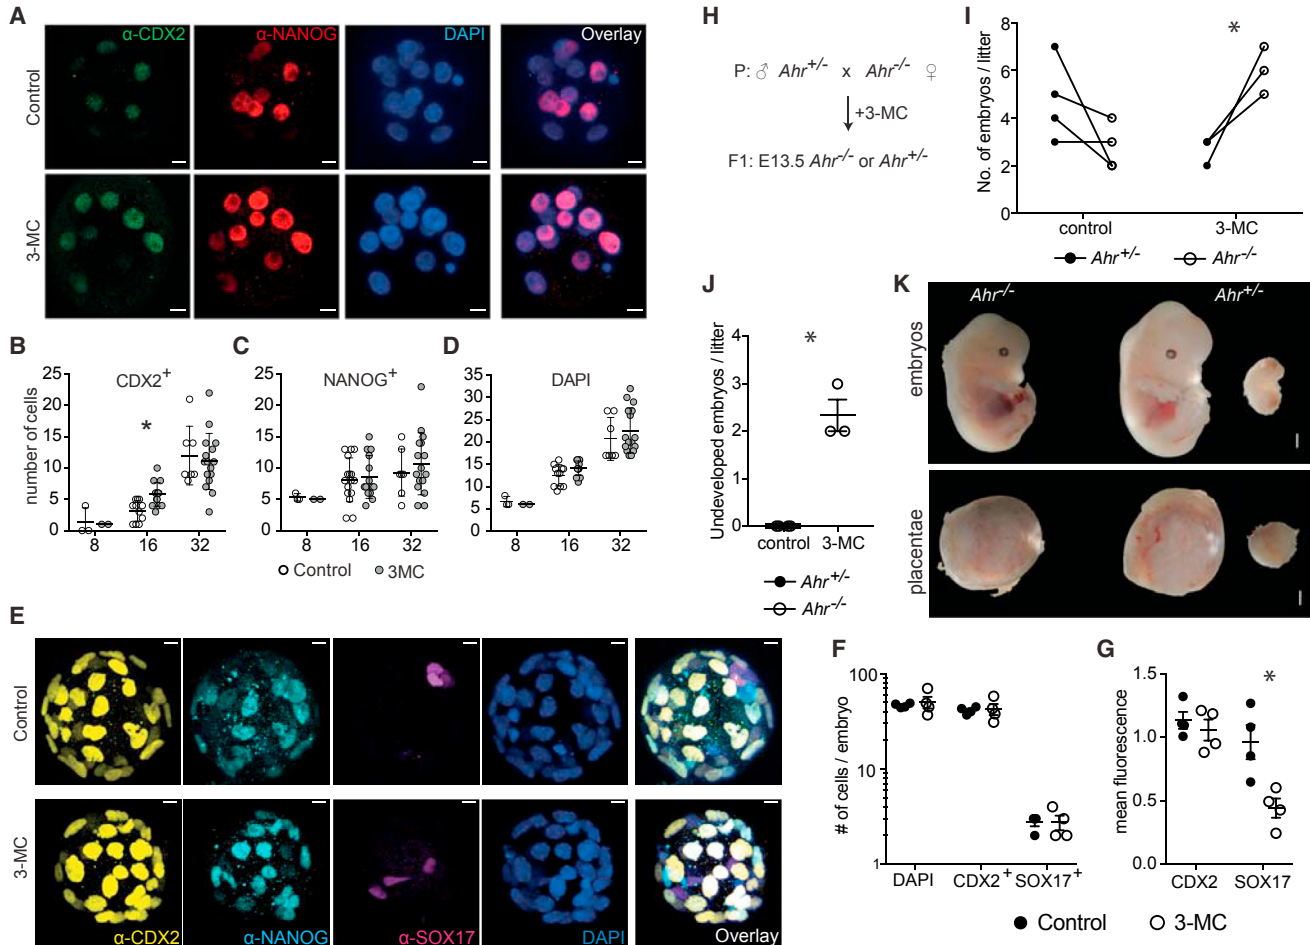 A
α-CDX2
α-NANOG
DAPI
Overlay
Control
3-MC
B
CDX2+
C
NANOG+
D
DAPI
number of cells
25
20
15
10
5
0
8
16
32
*
25
20
15
10
5
0
8
16
32
35
30
25
20
15
10
5
0
8
16
32
Control
3MC
E
Control
3-MC
α-CDX2
α-NANOG
α-SOX17
DAPI
Overlay
H
P: ♂ Ahr+/- x Ahr-/- ♀
+3-MC
F1: E13.5 Ahr-/- or Ahr+/-
I
No. of embryos / litter
8
6
4
2
0
*
control
3-MC
Ahr+/-
Ahr-/-
J
Undeveloped embryos / litter
4
3
2
1
0
*
control
3-MC
Ahr+/-
Ahr-/-
K
Ahr-/-
Ahr+/-
embryos
placentae
F
# of cells / embryo
100
10
1
DAPI
CDX2+
SOX17+
G
mean fluorescence
1.5
1.0
0.5
0.0
*
CDX2
SOX17
Control
3-MC